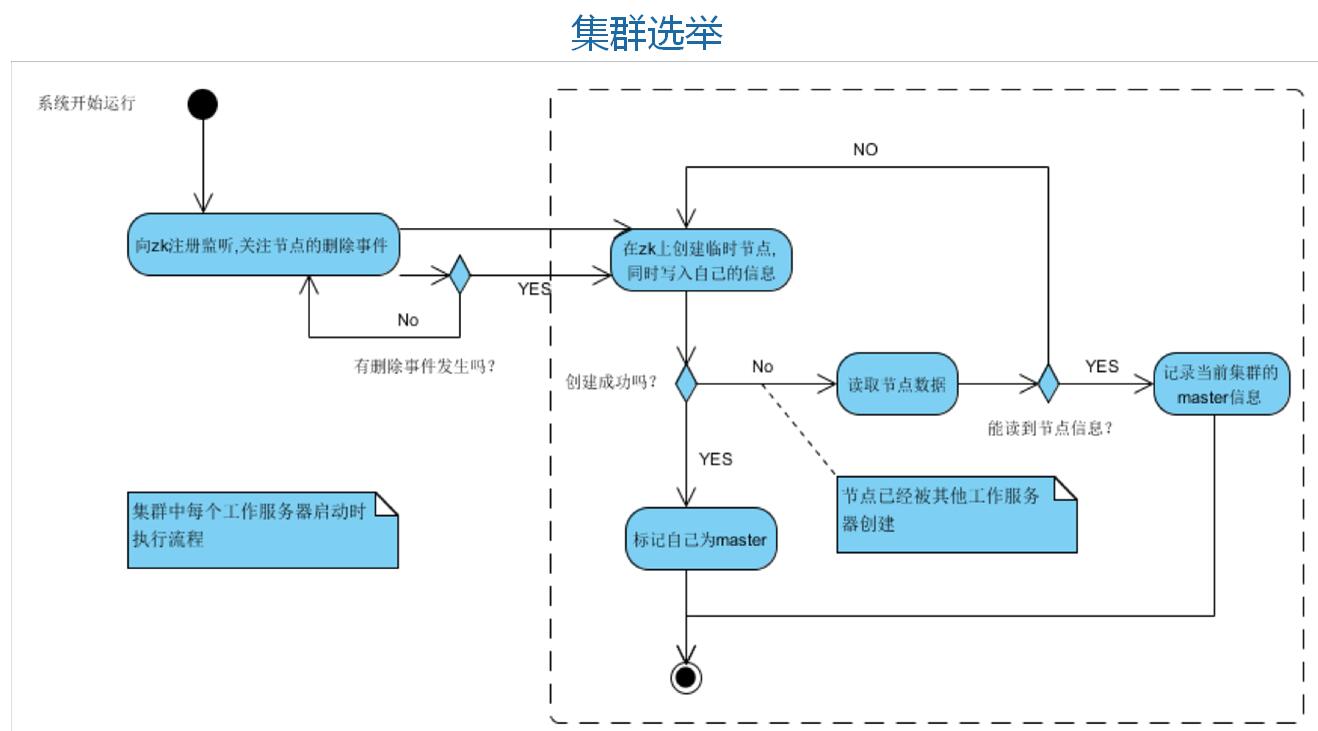 集群选举
系统开始运行
NO
向zk注册监听,关注节点的删除事件
在zk上创建临时节点,
同时写入自己的信息
YES
No
有删除事件发生吗？
创建成功吗？
No
读取节点数据
YES
记录当前集群的
master信息
能读到节点信息？
YES
集群中每个工作服务器启动时
执行流程
节点已经被其他工作服务
器创建
标记自己为master